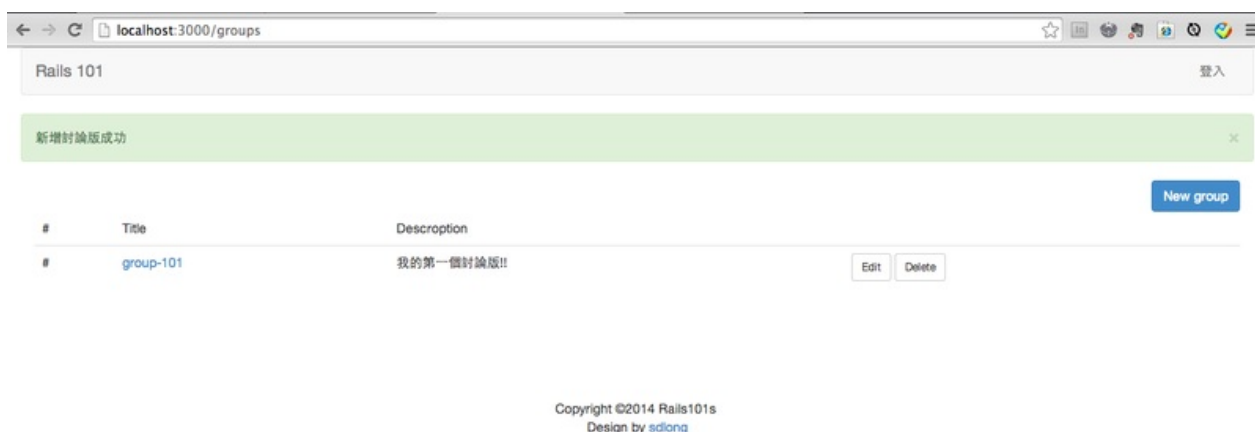 localhost:3000/groups
Rails 101 登入
新增討論版成功 ×
New group
# Title Descroption
# group-101 我的第一個討論版!! Edit Delete
Copyright ©2014 Rails101s
Design by sdlong